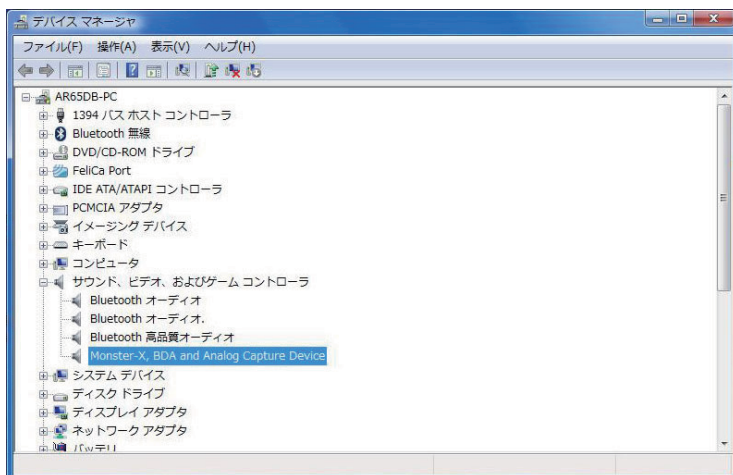 デバイス マネージャ
ファイル(F) 操作(A) 表示(V) ヘルプ(H)
AR65DB-PC
1394 バス ホスト コントローラ
Bluetooth 無線
DVD/CD-ROM ドライブ
FeliCa Port
IDE ATA/ATAPI コントローラ
PCMCIA アダプタ
イメージング デバイス
キーボード
コンピュータ
サウンド、ビデオ、およびゲーム コントローラ
Bluetooth オーディオ
Bluetooth オーディオ.
Bluetooth 高品質オーディオ
Monster-X, BDA and Analog Capture Device
システム デバイス
ディスク ドライブ
ディスプレイ アダプタ
ネットワーク アダプタ
バッテリ